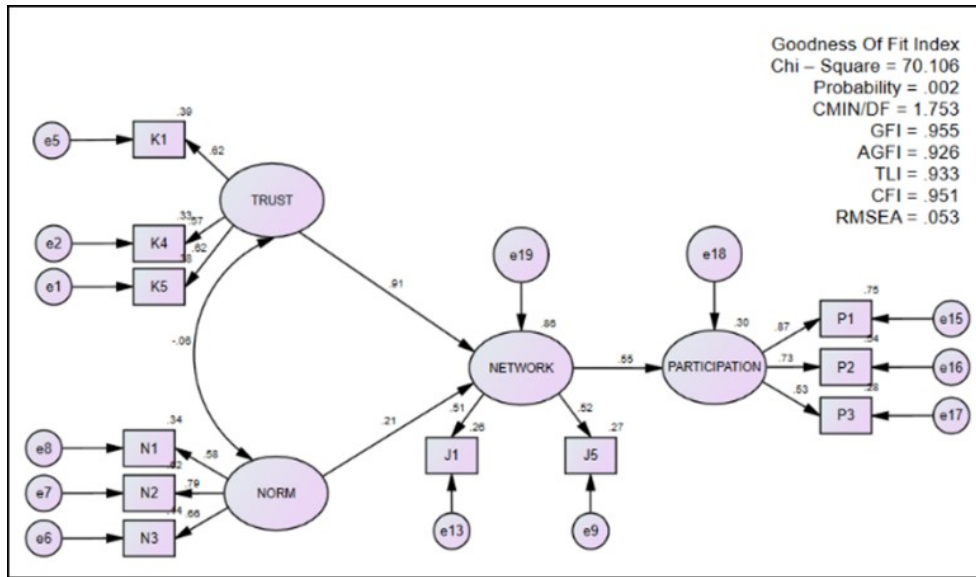 Goodness Of Fit Index
Chi – Square = 70.106
Probability = .002
CMIN/DF = 1.753
GFI = .955
AGFI = .926
TLI = .933
CFI = .951
RMSEA = .053
.39
e5
K1
.62
TRUST
.33
.57
e2
K4
.62
.38
e1
K5
e19
e18
.91
-.06
.86
NETWORK
.55
.30
PARTICIPATION
.75
.87
P1
e15
.54
.73
P2
e16
.28
.53
P3
e17
.21
.51
.26
J1
.52
.27
J5
e13
e9
.34
e8
N1
.58
.62
e7
N2
.79
NORM
.44
.66
e6
N3